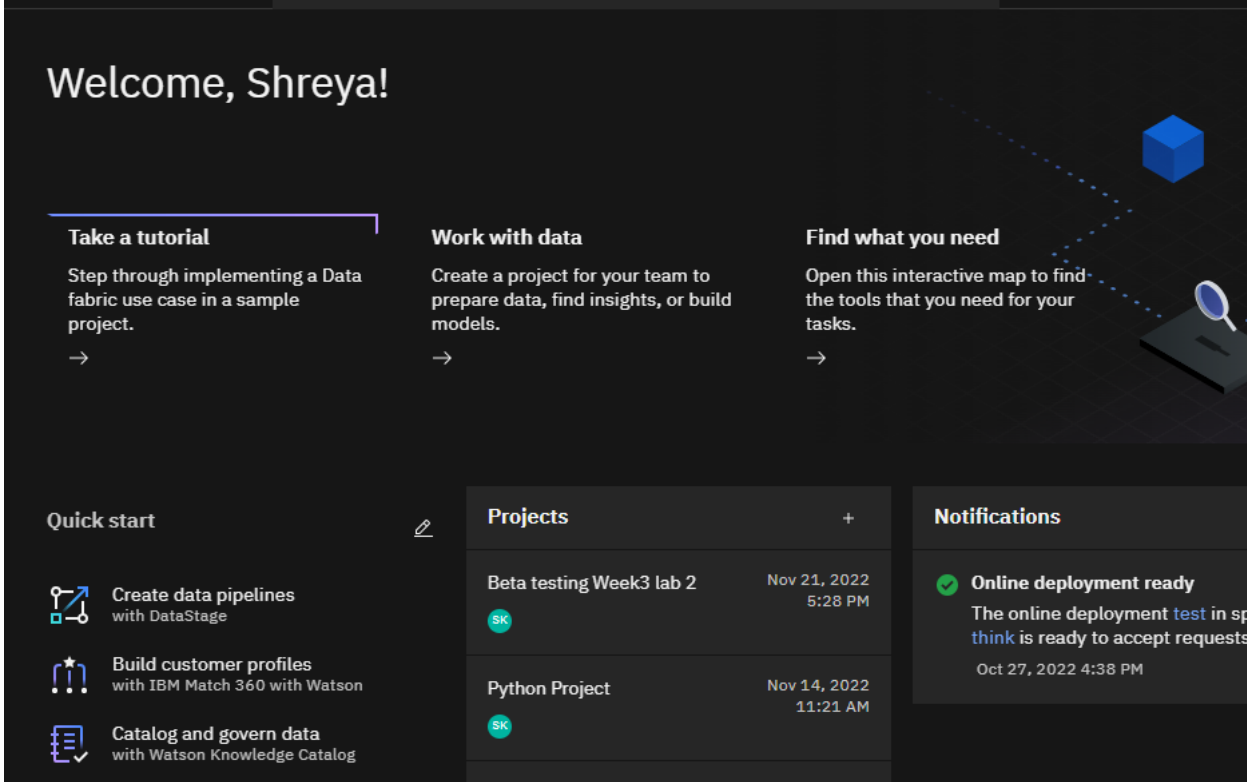 Welcome, Shreya!
Take a tutorial
Step through implementing a Data
fabric use case in a sample
project.
Work with data
Create a project for your team to
prepare data, find insights, or build
models.
Find what you need
Open this interactive map to find
the tools that you need for your
tasks.
Quick start
Create data pipelines
with DataStage
Build customer profiles
with IBM Match 360 with Watson
Catalog and govern data
with Watson Knowledge Catalog
Projects
Beta testing Week3 lab 2
Nov 21, 2022
5:28 PM
SK
Python Project
Nov 14, 2022
11:21 AM
SK
Notifications
Online deployment ready
The online deployment test in sp
think is ready to accept requests
Oct 27, 2022 4:38 PM